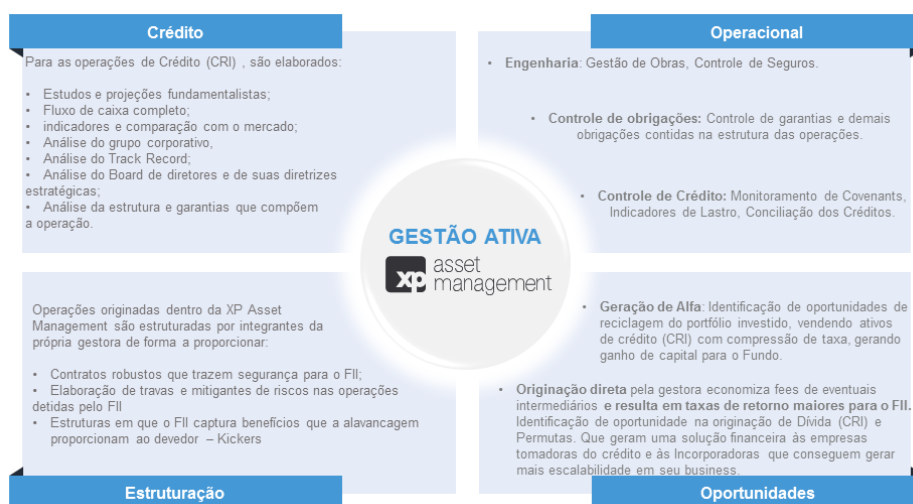 Crédito
Para as operações de Crédito (CRI) , são elaborados:
• Estudos e projeções fundamentalistas;
• Fluxo de caixa completo;
• indicadores e comparação com o mercado;
• Análise do grupo corporativo,
• Análise do Track Record;
• Análise do Board de diretores e de suas diretrizes
estratégicas;
• Análise da estrutura e garantias que compõem
a operação.
Operacional
• Engenharia: Gestão de Obras, Controle de Seguros.
• Controle de obrigações: Controle de garantias e demais
obrigações contidas na estrutura das operações.
• Controle de Crédito: Monitoramento de Covenants,
Indicadores de Lastro, Conciliação dos Créditos.
GESTÃO ATIVA
xp asset
management
Operações originadas dentro da XP Asset
Management são estruturadas por integrantes da
própria gestora de forma a proporcionar:
• Contratos robustos que trazem segurança para o FII;
• Elaboração de travas e mitigantes de riscos nas operações
detidas pelo FII
• Estruturas em que o FII captura benefícios que a alavancagem
proporcionam ao devedor – Kickers
Estruturação
• Geração de Alfa: Identificação de oportunidades de
reciclagem do portfólio investido, vendendo ativos
de crédito (CRI) com compressão de taxa, gerando
ganho de capital para o Fundo.
• Originação direta pela gestora economiza fees de eventuais
intermediários e resulta em taxas de retorno maiores para o FII.
Identificação de oportunidade na originação de Dívida (CRI) e
Permutas. Que geram uma solução financeira às empresas
tomadoras do crédito e às Incorporadoras que conseguem gerar
mais escalabilidade em seu business.
Oportunidades